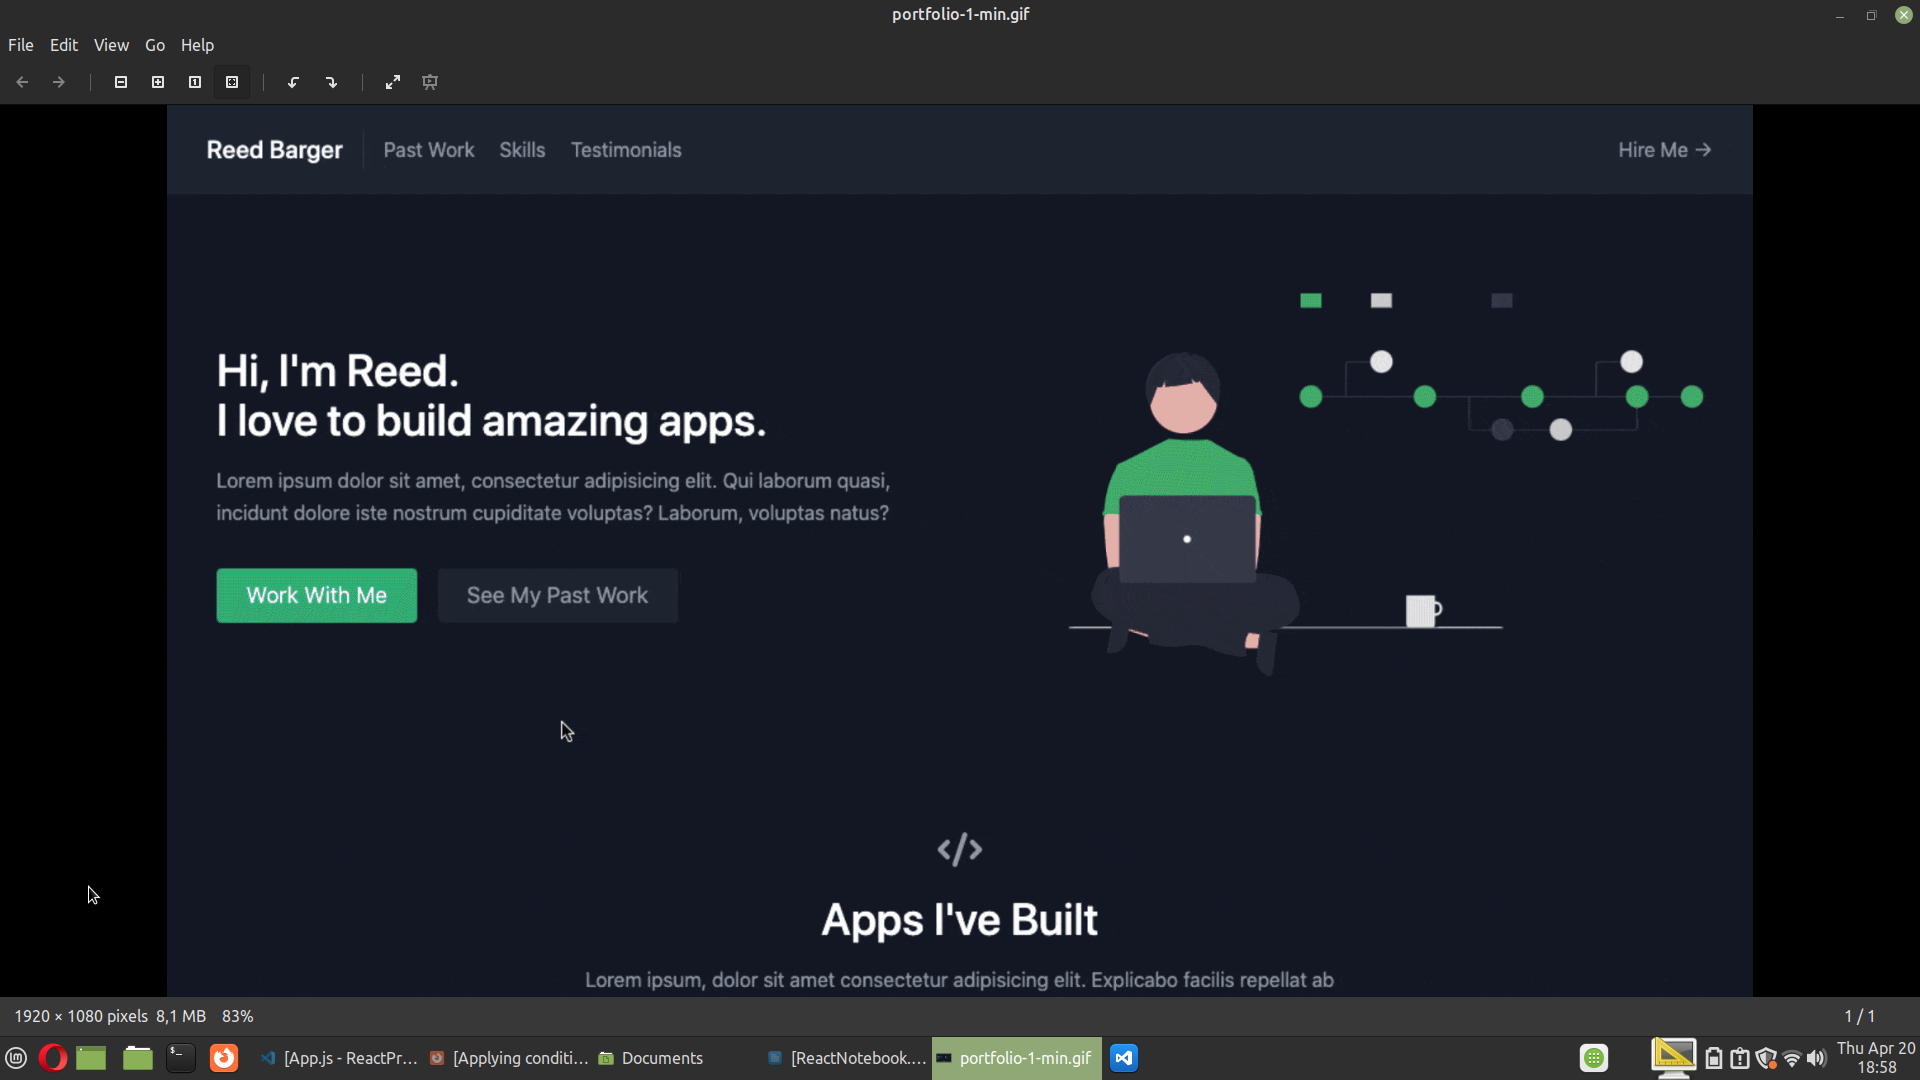 portfolio-1-min.gif
File Edit View Go Help
Reed Barger Past Work Skills Testimonials Hire Me →
Hi, I'm Reed.
I love to build amazing apps.
Lorem ipsum dolor sit amet, consectetur adipisicing elit. Qui laborum quasi,
incidunt dolore iste nostrum cupiditate voluptas? Laborum, voluptas natus?
Work With Me See My Past Work
</>
Apps I've Built
Lorem ipsum, dolor sit amet consectetur adipisicing elit. Explicabo facilis repellat ab
1920 × 1080 pixels 8,1 MB 83% 1 / 1
[App.js - ReactPr... [Applying conditi... Documents [ReactNotebook.... portfolio-1-min.gif Thu Apr 20
18:58